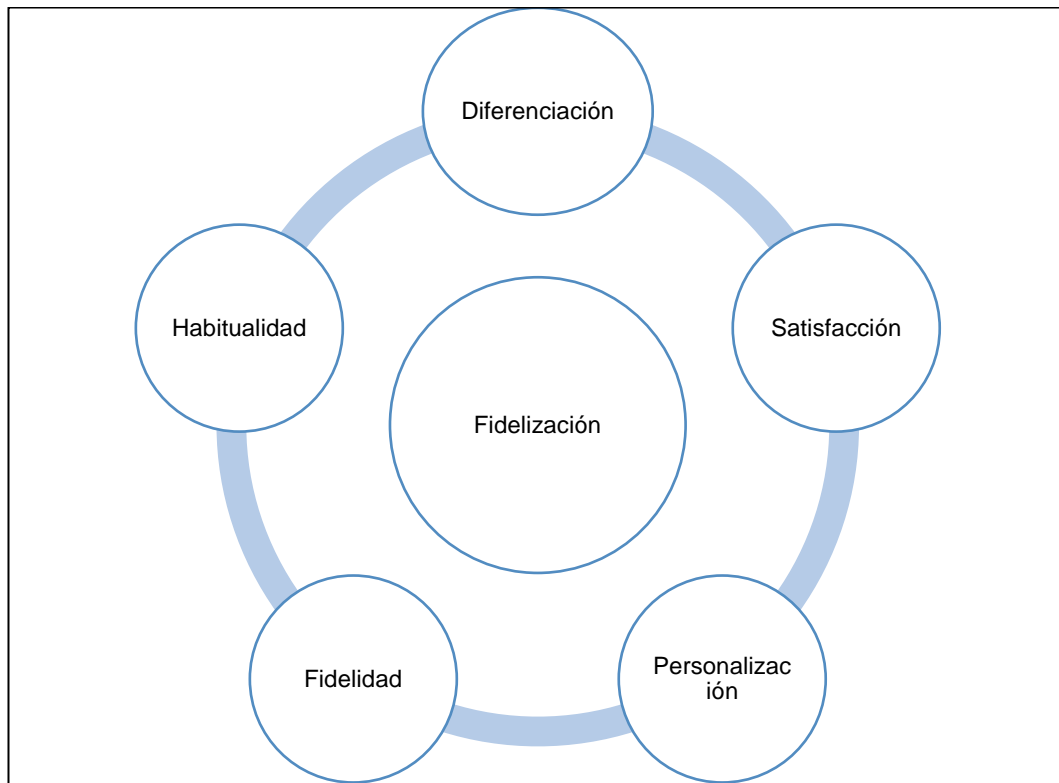 Diferenciación
Habitualidad
Satisfacción
Fidelización
Fidelidad
Personalizac
ión